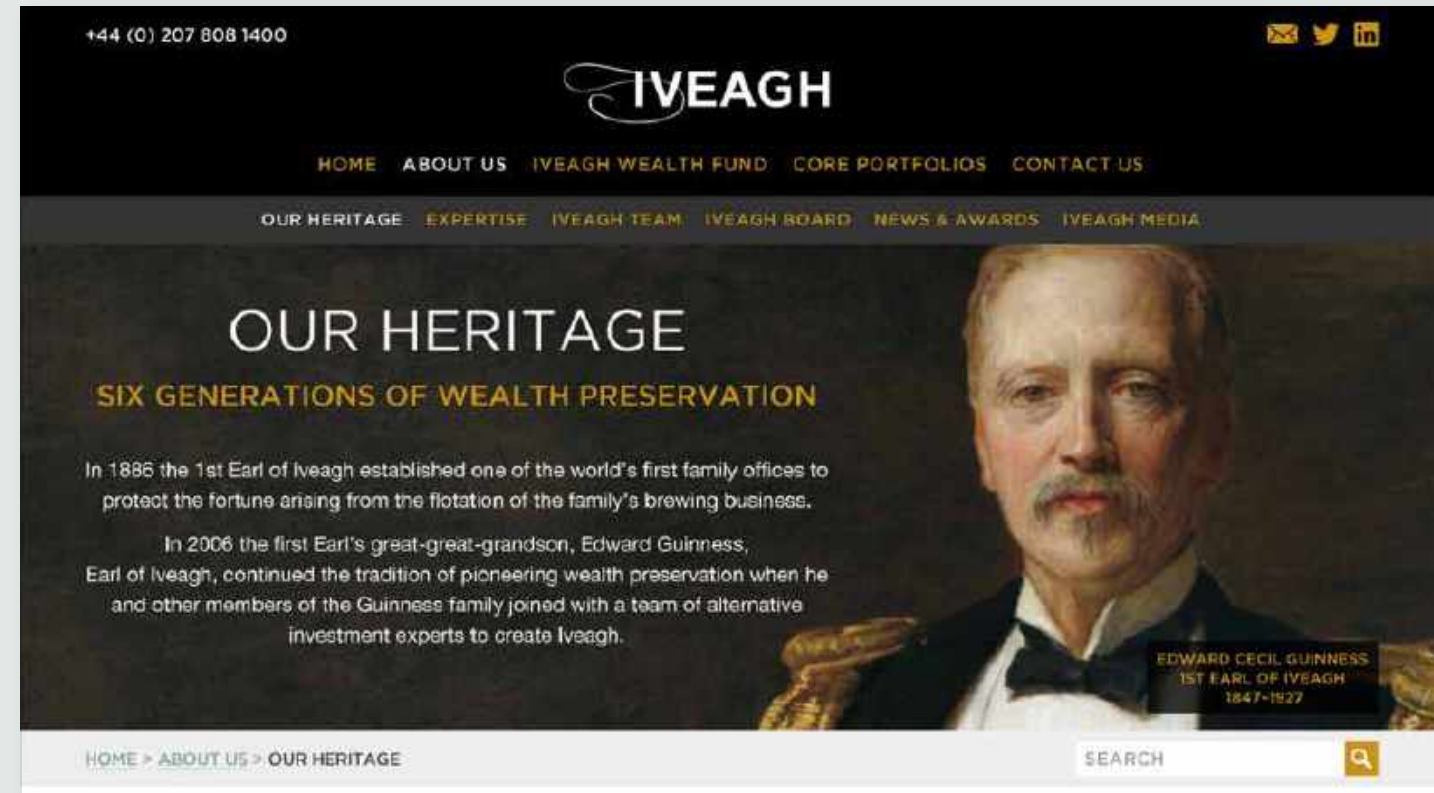 +44 (0) 207 808 1400
IVEAGH
HOME ABOUT US IVEAGH WEALTH FUND CORE PORTFOLIOS CONTACT US
OUR HERITAGE EXPERTISE IVEAGH TEAM IVEAGH BOARD NEWS & AWARDS IVEAGH MEDIA
OUR HERITAGE
SIX GENERATIONS OF WEALTH PRESERVATION
In 1886 the 1st Earl of Iveagh established one of the world's first family offices to
protect the fortune arising from the flotation of the family's brewing business.
In 2006 the first Earl's great-great-grandson, Edward Guinness,
Earl of Iveagh, continued the tradition of pioneering wealth preservation when he
and other members of the Guinness family joined with a team of alternative
investment experts to create Iveagh.
EDWARD CECIL GUINNESS
1ST EARL OF IVEAGH
1847-1927
HOME > ABOUT US > OUR HERITAGE
SEARCH